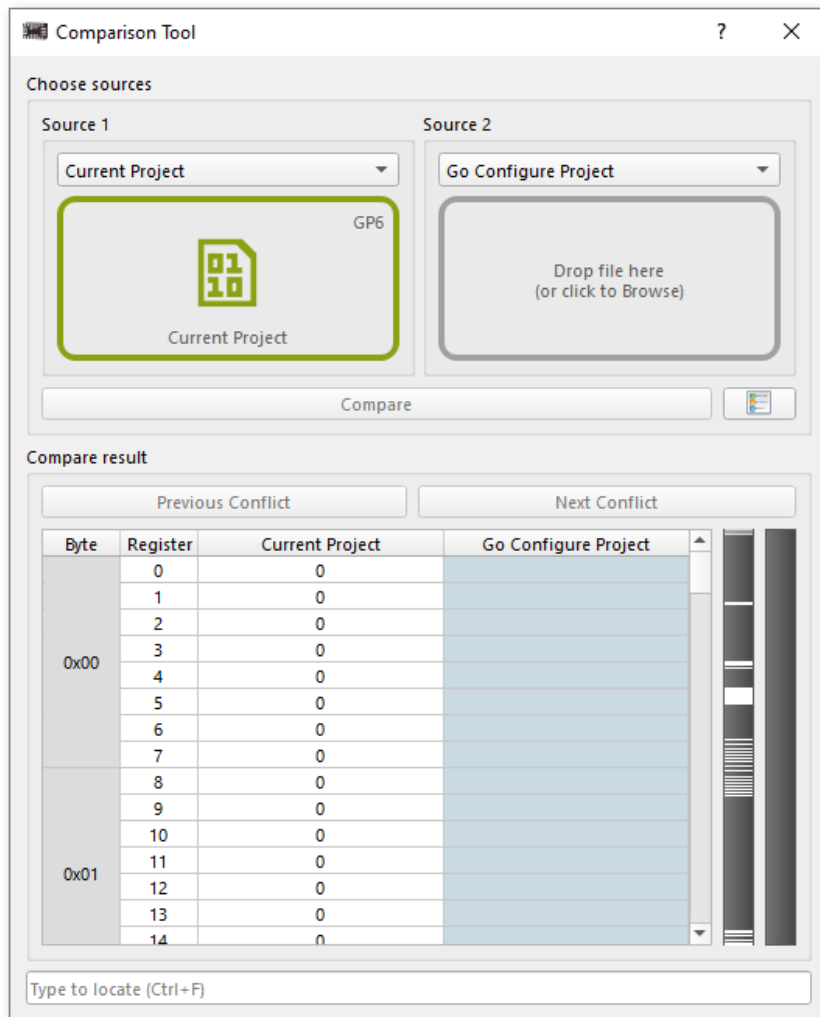 Comparison Tool
?
Choose sources
Source 1
Source 2
Current Project
Go Configure Project
GP6
0110
Current Project
Drop file here
(or click to Browse)
Compare
Compare result
Previous Conflict
Next Conflict
Byte Register Current Project Go Configure Project
0x00
0 0
1 0
2 0
3 0
4 0
5 0
6 0
7 0
0x01
8 0
9 0
10 0
11 0
12 0
13 0
14 0
Type to locate (Ctrl+F)